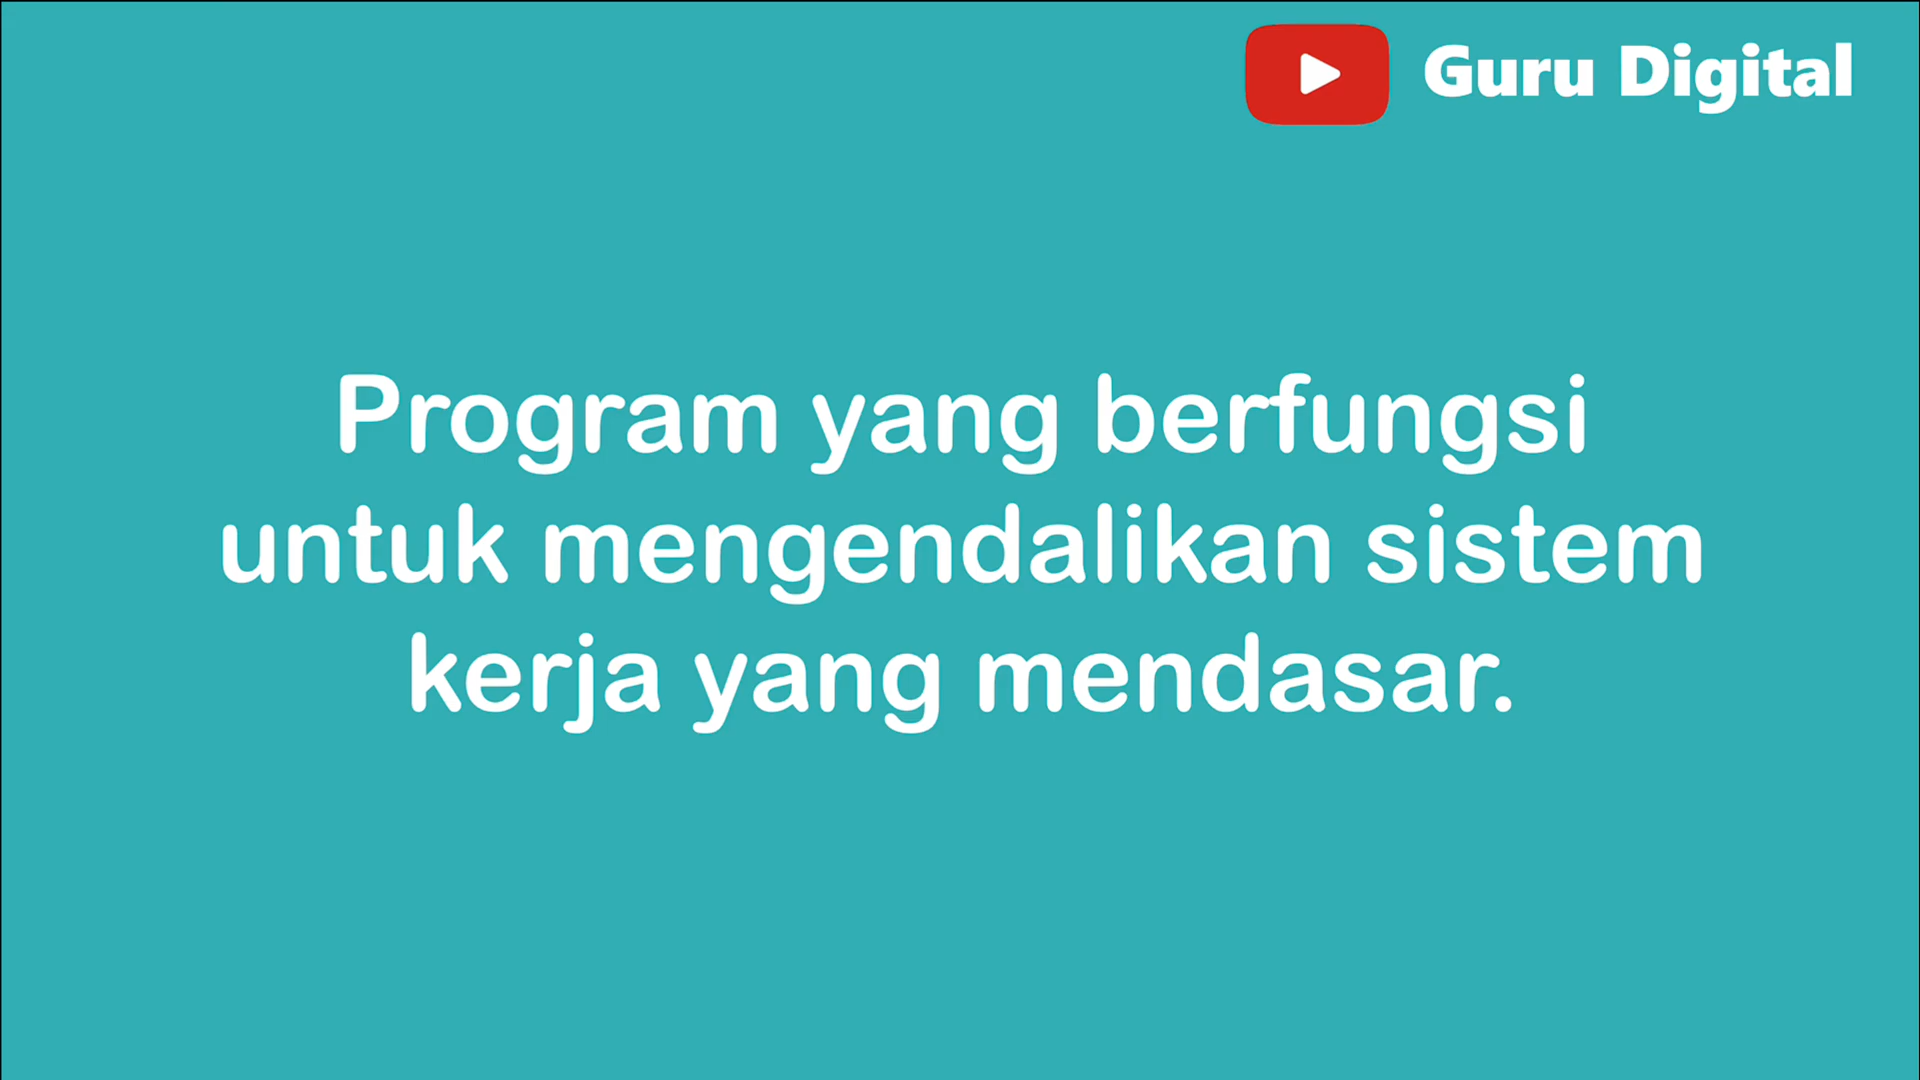 Guru Digital
Program yang berfungsi
untuk mengendalikan sistem
kerja yang mendasar.